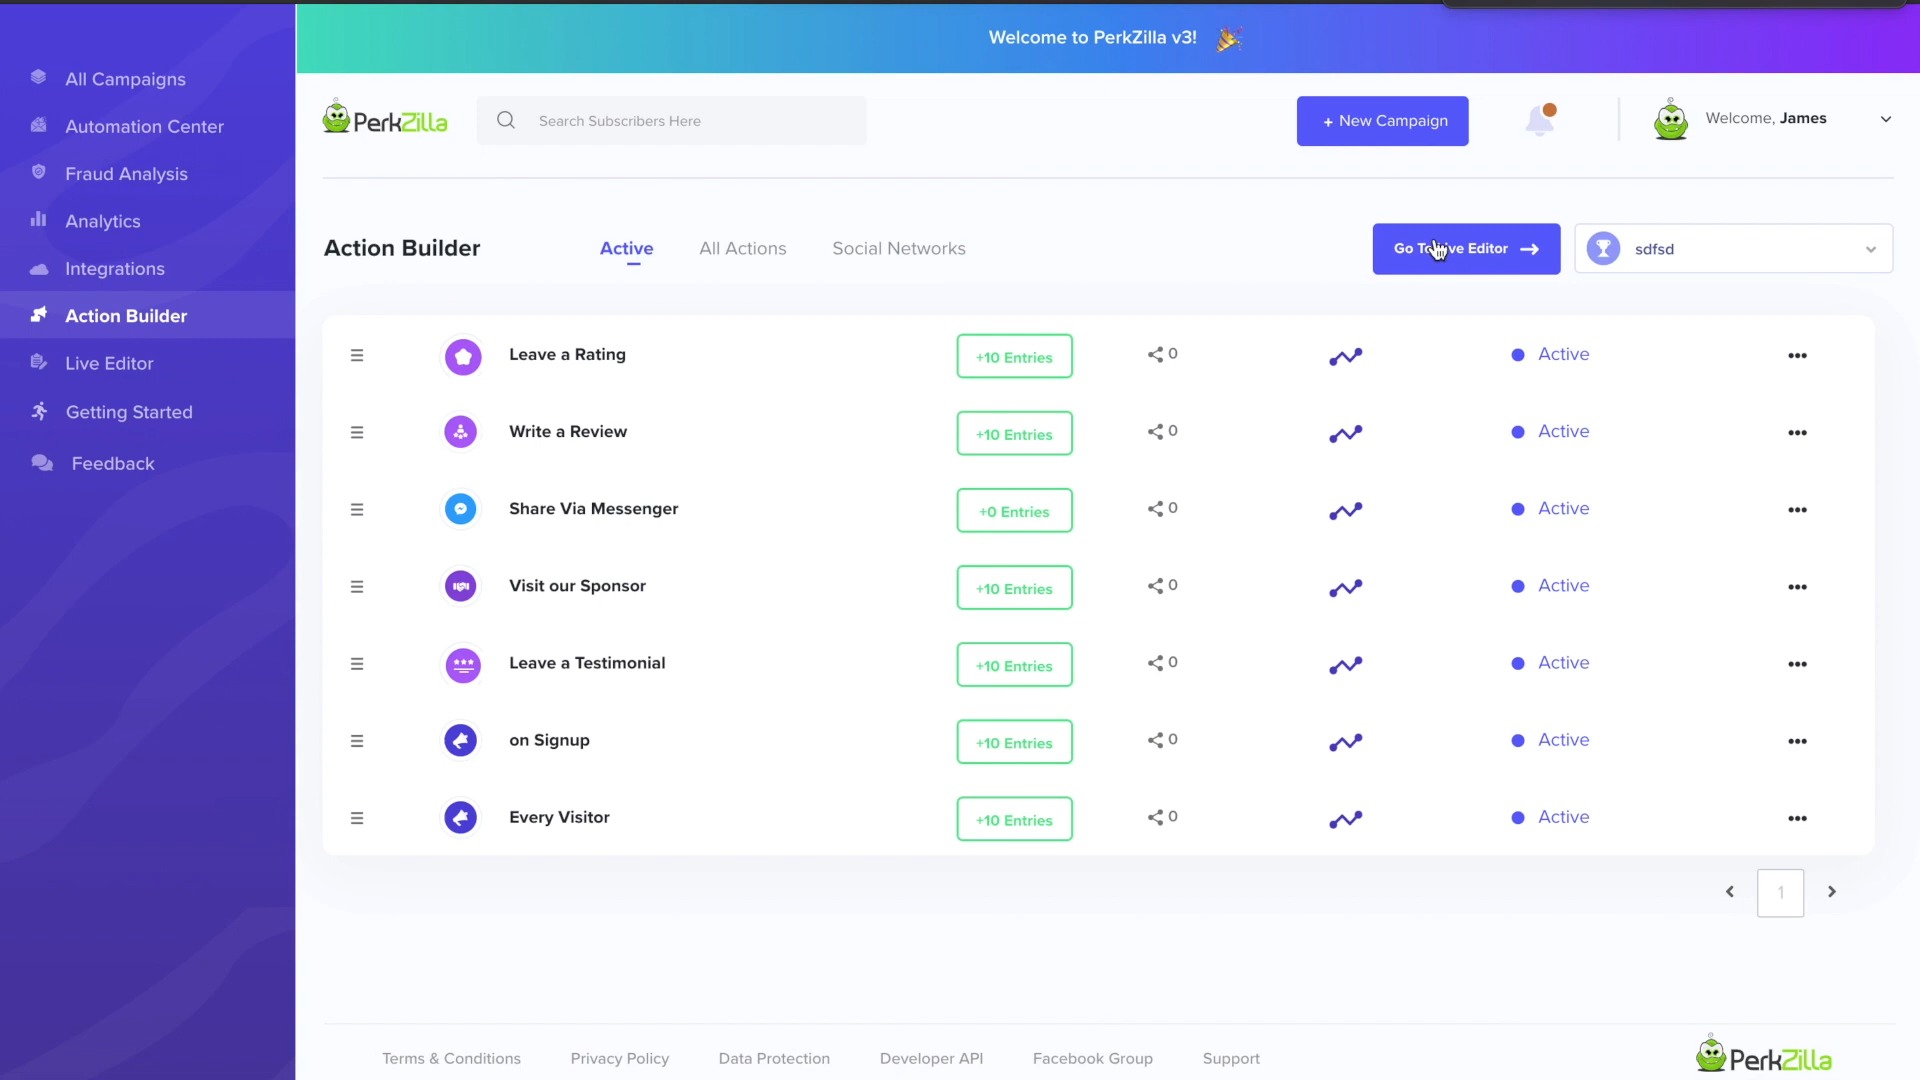 Welcome to PerkZilla v3!
All Campaigns
Automation Center
Fraud Analysis
Analytics
Integrations
Action Builder
Live Editor
Getting Started
Feedback
PerkZilla
Search Subscribers Here
+ New Campaign
Welcome, James
Action Builder
Active
All Actions
Social Networks
Go To Live Editor
sdfsd
Leave a Rating
+10 Entries
0
Active
Write a Review
+10 Entries
0
Active
Share Via Messenger
+0 Entries
0
Active
Visit our Sponsor
+10 Entries
0
Active
Leave a Testimonial
+10 Entries
0
Active
on Signup
+10 Entries
0
Active
Every Visitor
+10 Entries
0
Active
1
Terms & Conditions
Privacy Policy
Data Protection
Developer API
Facebook Group
Support
PerkZilla